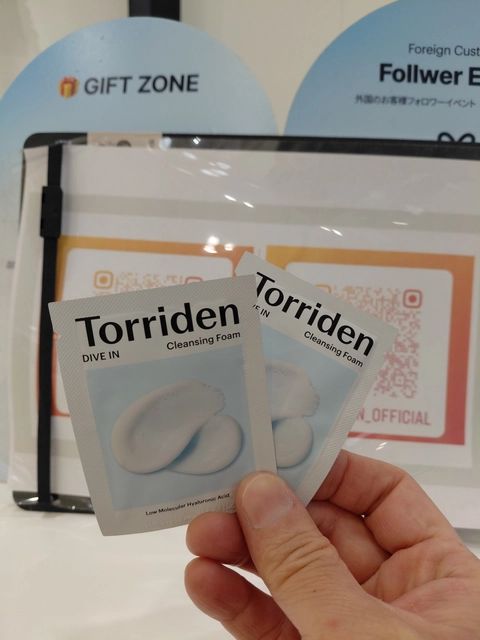 GIFT ZONE
Foreign Cust
Follwer E
外国のお客様フォロワーイベント
N_OFFICIAL
Torriden
DIVE IN
Cleansing Foam
Low Molecular Hyaluronic Acid
Torriden
VE IN
Cleansing Foam